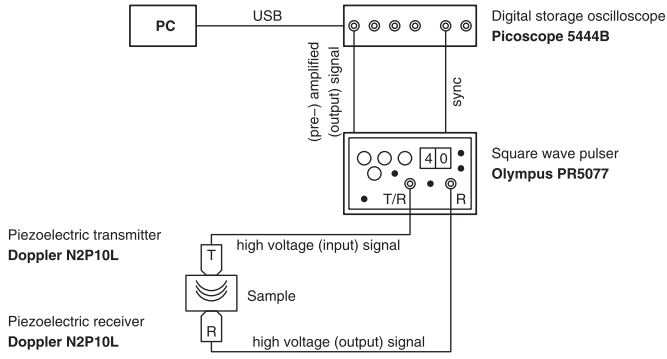 PC
USB
Digital storage oscilloscope
Picoscope 5444B
(pre−) amplified
(output) signal
sync
4 0
Square wave pulser
Olympus PR5077
T/R
R
Piezoelectric transmitter
Doppler N2P10L
high voltage (input) signal
T
Sample
Piezoelectric receiver
Doppler N2P10L
R
high voltage (output) signal